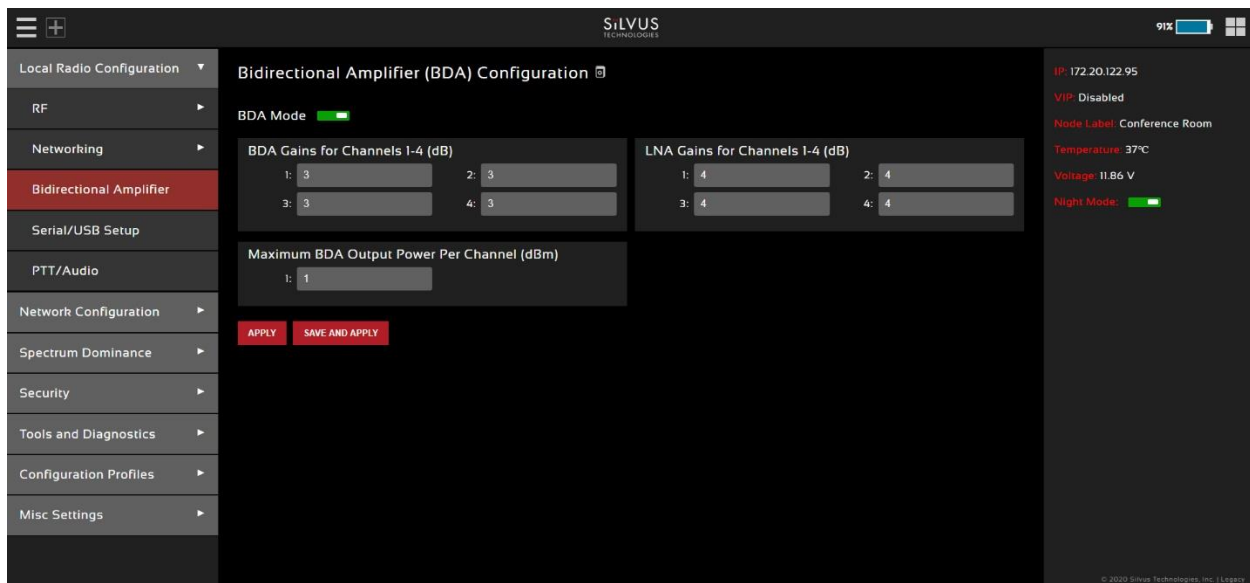 SiLVUS
TECHNOLOGIES
91%
Local Radio Configuration
RF
Networking
Bidirectional Amplifier
Serial/USB Setup
PTT/Audio
Network Configuration
Spectrum Dominance
Security
Tools and Diagnostics
Configuration Profiles
Misc Settings
Bidirectional Amplifier (BDA) Configuration
BDA Mode
BDA Gains for Channels 1-4 (dB)
1: 3 2: 3
3: 3 4: 3
LNA Gains for Channels 1-4 (dB)
1: 4 2: 4
3: 4 4: 4
Maximum BDA Output Power Per Channel (dBm)
1: 1
APPLY SAVE AND APPLY
IP: 172.20.122.95
VIP: Disabled
Node Label: Conference Room
Temperature: 37°C
Voltage: 11.86 V
Night Mode:
© 2020 Silvus Technologies, Inc. | Legacy